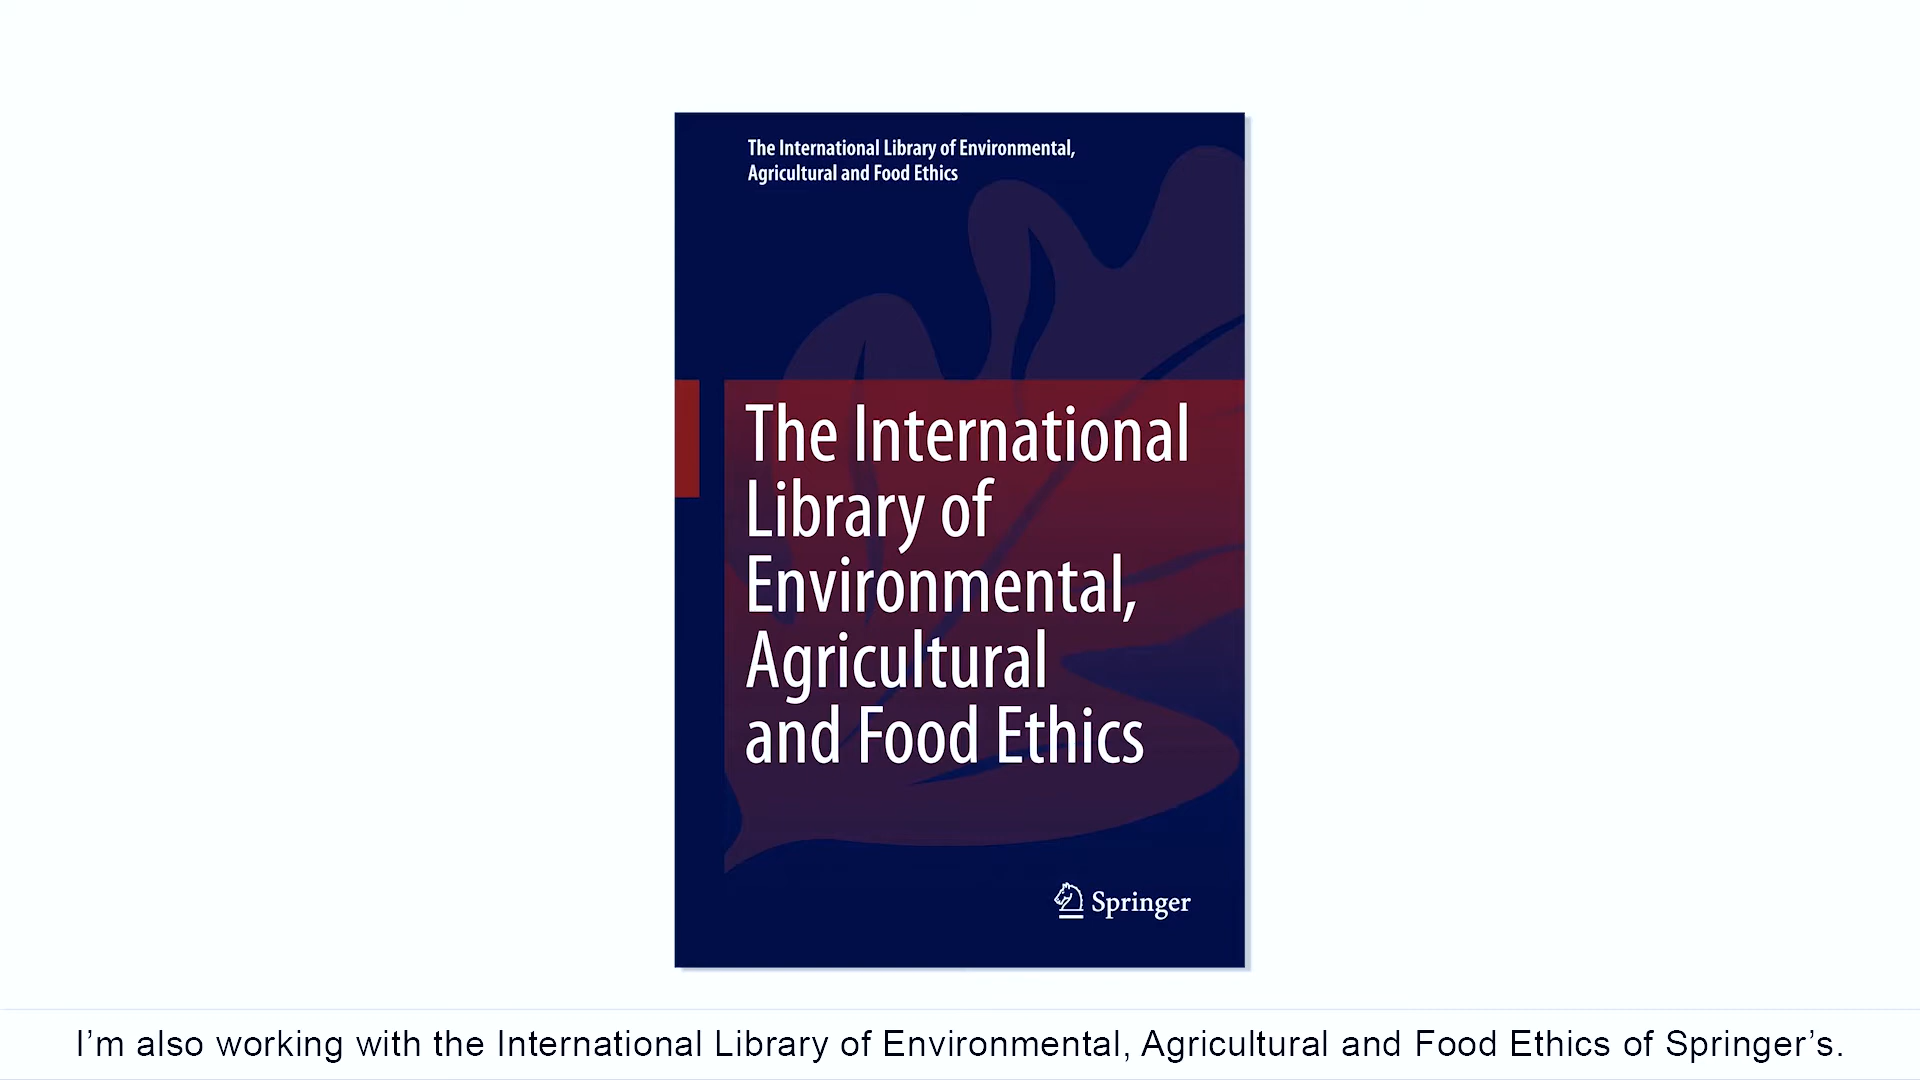 The International Library of Environmental,
Agricultural and Food Ethics
The International
Library of
Environmental,
Agricultural
and Food Ethics
Springer
I’m also working with the International Library of Environmental, Agricultural and Food Ethics of Springer’s.